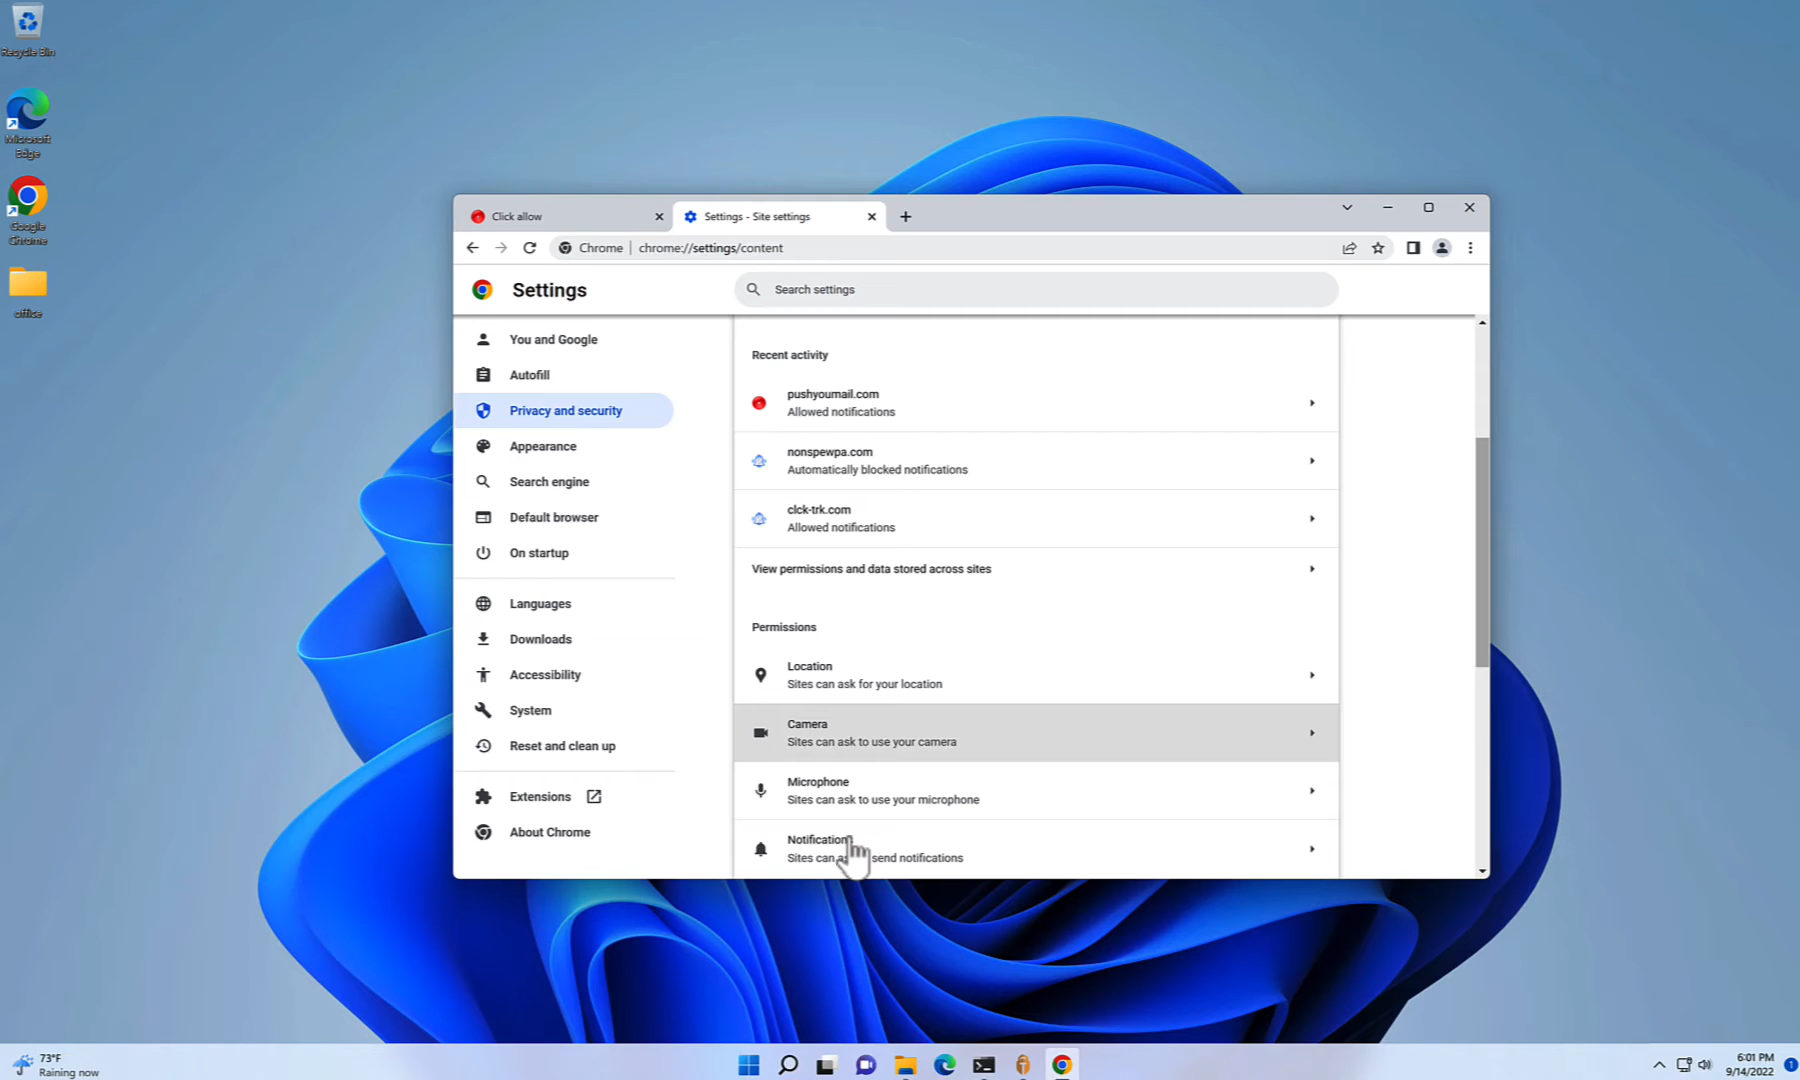 Recycle Bin
Microsoft
Edge
Google
Chrome
office
Click allow
Settings - Site settings
Chrome
chrome://settings/content
Settings
Search settings
You and Google
Autofill
Privacy and security
Appearance
Search engine
Default browser
On startup
Languages
Downloads
Accessibility
System
Reset and clean up
Extensions
About Chrome
Recent activity
pushyoumail.com
Allowed notifications
nonspewpa.com
Automatically blocked notifications
clck-trk.com
Allowed notifications
View permissions and data stored across sites
Permissions
Location
Sites can ask for your location
Camera
Sites can ask to use your camera
Microphone
Sites can ask to use your microphone
Notification
Sites can send notifications
73°F
Raining now
6:01 PM
9/14/2022
1